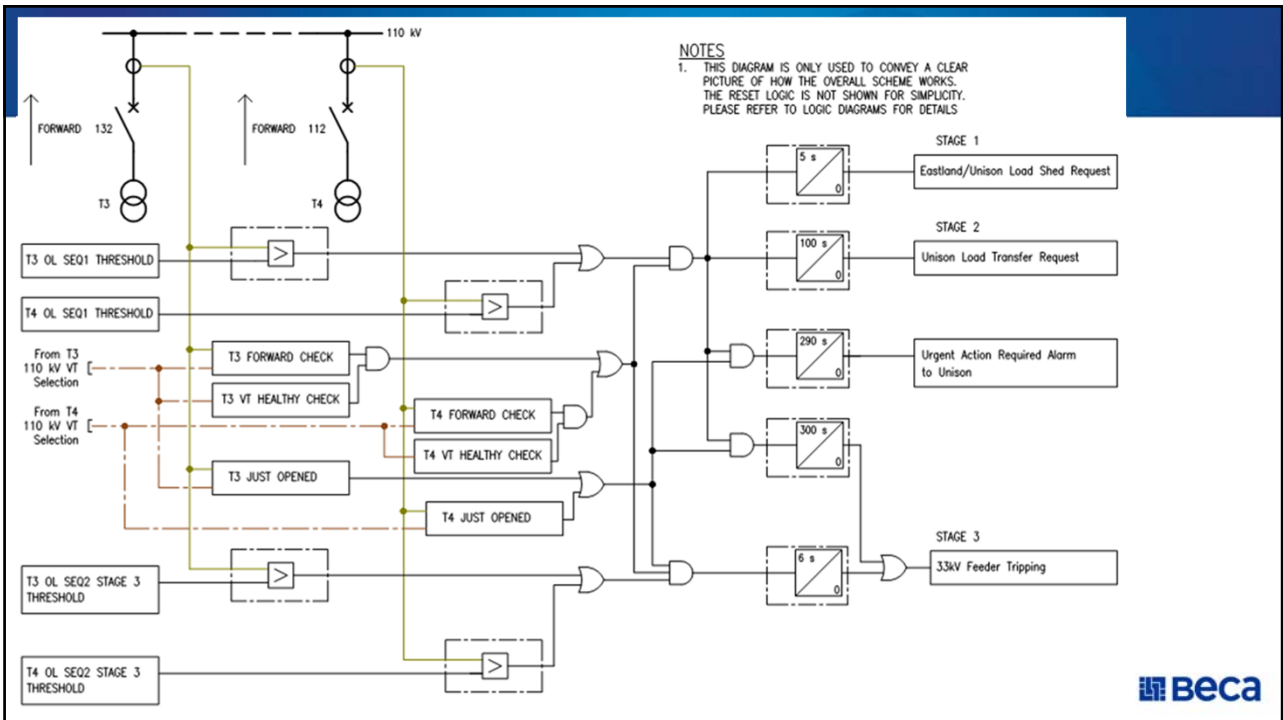 110 kV
NOTES
1. THIS DIAGRAM IS ONLY USED TO CONVEY A CLEAR
PICTURE OF HOW THE OVERALL SCHEME WORKS.
THE RESET LOGIC IS NOT SHOWN FOR SIMPLICITY.
PLEASE REFER TO LOGIC DIAGRAMS FOR DETAILS
FORWARD 132
FORWARD 112
T3
T4
STAGE 1
5 s
0
Eastland/Unison Load Shed Request
STAGE 2
T3 OL SEQ1 THRESHOLD
>
100 s
0
Unison Load Transfer Request
T4 OL SEQ1 THRESHOLD
>
From T3
110 kV VT
Selection
T3 FORWARD CHECK
T3 VT HEALTHY CHECK
290 s
0
Urgent Action Required Alarm
to Unison
From T4
110 kV VT
Selection
T4 FORWARD CHECK
T4 VT HEALTHY CHECK
300 s
0
T3 JUST OPENED
T4 JUST OPENED
STAGE 3
6 s
0
33kV Feeder Tripping
T3 OL SEQ2 STAGE 3
THRESHOLD
>
T4 OL SEQ2 STAGE 3
THRESHOLD
>
Beca